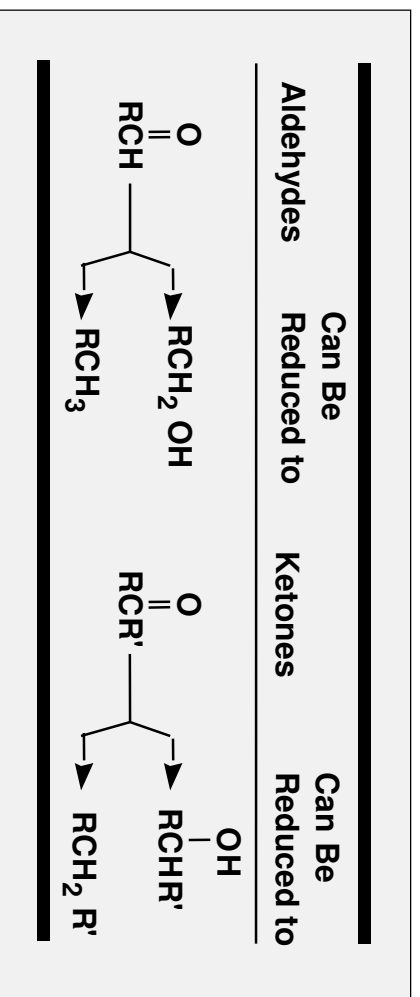 Can Be Can Be
Aldehydes Reduced to Ketones Reduced to
O O OH
RCH RCH2 OH RCR' RCHR'
RCH3 RCH2 R'